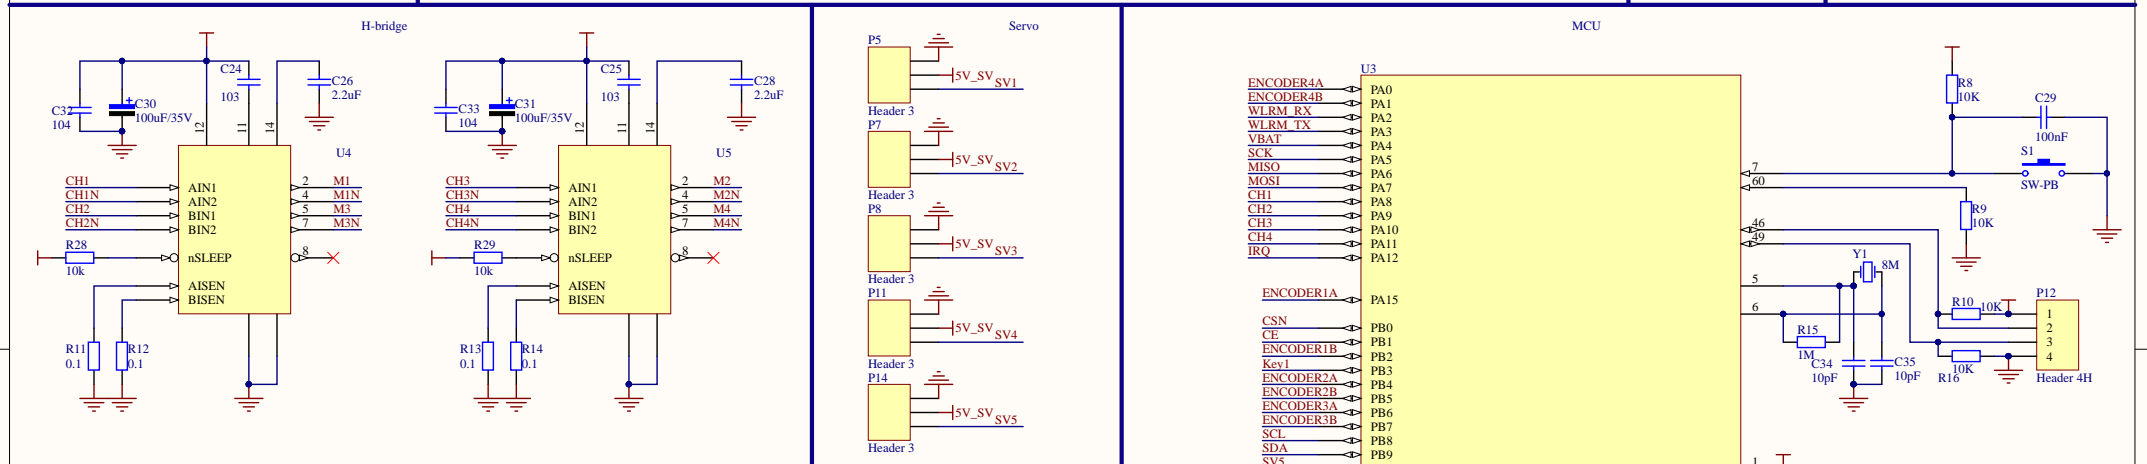 H-bridge
Servo
MCU
C24
103
C26
2.2uF
C32
104
C30
100uF/35V
12
11
14
U4
CH1
CH1N
CH2
CH2N
AIN1
AIN2
BIN1
BIN2
nSLEEP
AISEN
BISEN
2
4
5
7
8
M1
M1N
M3
M3N
R28
10k
R11
0.1
R12
0.1
C25
103
C28
2.2uF
C33
104
C31
100uF/35V
12
11
14
U5
CH3
CH3N
CH4
CH4N
AIN1
AIN2
BIN1
BIN2
nSLEEP
AISEN
BISEN
2
4
5
7
8
M2
M2N
M4
M4N
R29
10k
R13
0.1
R14
0.1
P5
5V_SV
SV1
Header 3
P7
5V_SV
SV2
Header 3
P8
5V_SV
SV3
Header 3
P11
5V_SV
SV4
Header 3
P14
5V_SV
SV5
Header 3
U3
ENCODER4A PA0
ENCODER4B PA1
WLRM_RX PA2
WLRM_TX PA3
VBAT PA4
SCK PA5
MISO PA6
MOSI PA7
CH1 PA8
CH2 PA9
CH3 PA10
CH4 PA11
IRQ PA12
ENCODER1A PA15
CSN PB0
CE PB1
ENCODER1B PB2
Key1 PB3
ENCODER2A PB4
ENCODER2B PB5
ENCODER3A PB6
ENCODER3B PB7
SCL PB8
SDA PB9
SV5
7
60
46
49
5
6
1
R8
10K
C29
100nF
S1
SW-PB
R9
10K
Y1
8M
R15
1M
C34
10pF
C35
10pF
R10
10K
R16
10K
P12
1
2
3
4
Header 4H